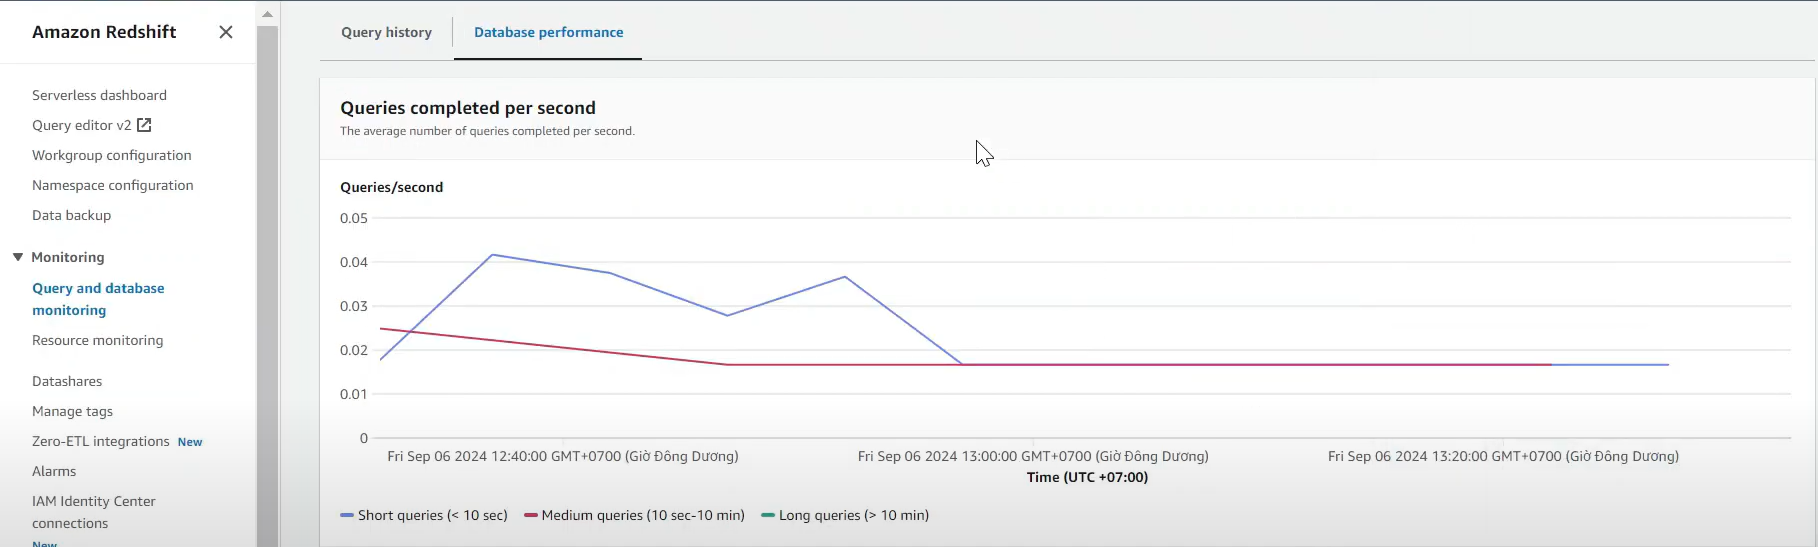 Amazon Redshift
Serverless dashboard
Query editor v2
Workgroup configuration
Namespace configuration
Data backup
Monitoring
Query and database
monitoring
Resource monitoring
Datashares
Manage tags
Zero-ETL integrations New
Alarms
IAM Identity Center
connections
New
Query history
Database performance
Queries completed per second
The average number of queries completed per second.
Queries/second
0.05
0.04
0.03
0.02
0.01
0
Fri Sep 06 2024 12:40:00 GMT+0700 (Giờ Đông Dương)
Fri Sep 06 2024 13:00:00 GMT+0700 (Giờ Đông Dương)
Fri Sep 06 2024 13:20:00 GMT+0700 (Giờ Đông Dương)
Time (UTC +07:00)
Short queries (< 10 sec)
Medium queries (10 sec-10 min)
Long queries (> 10 min)